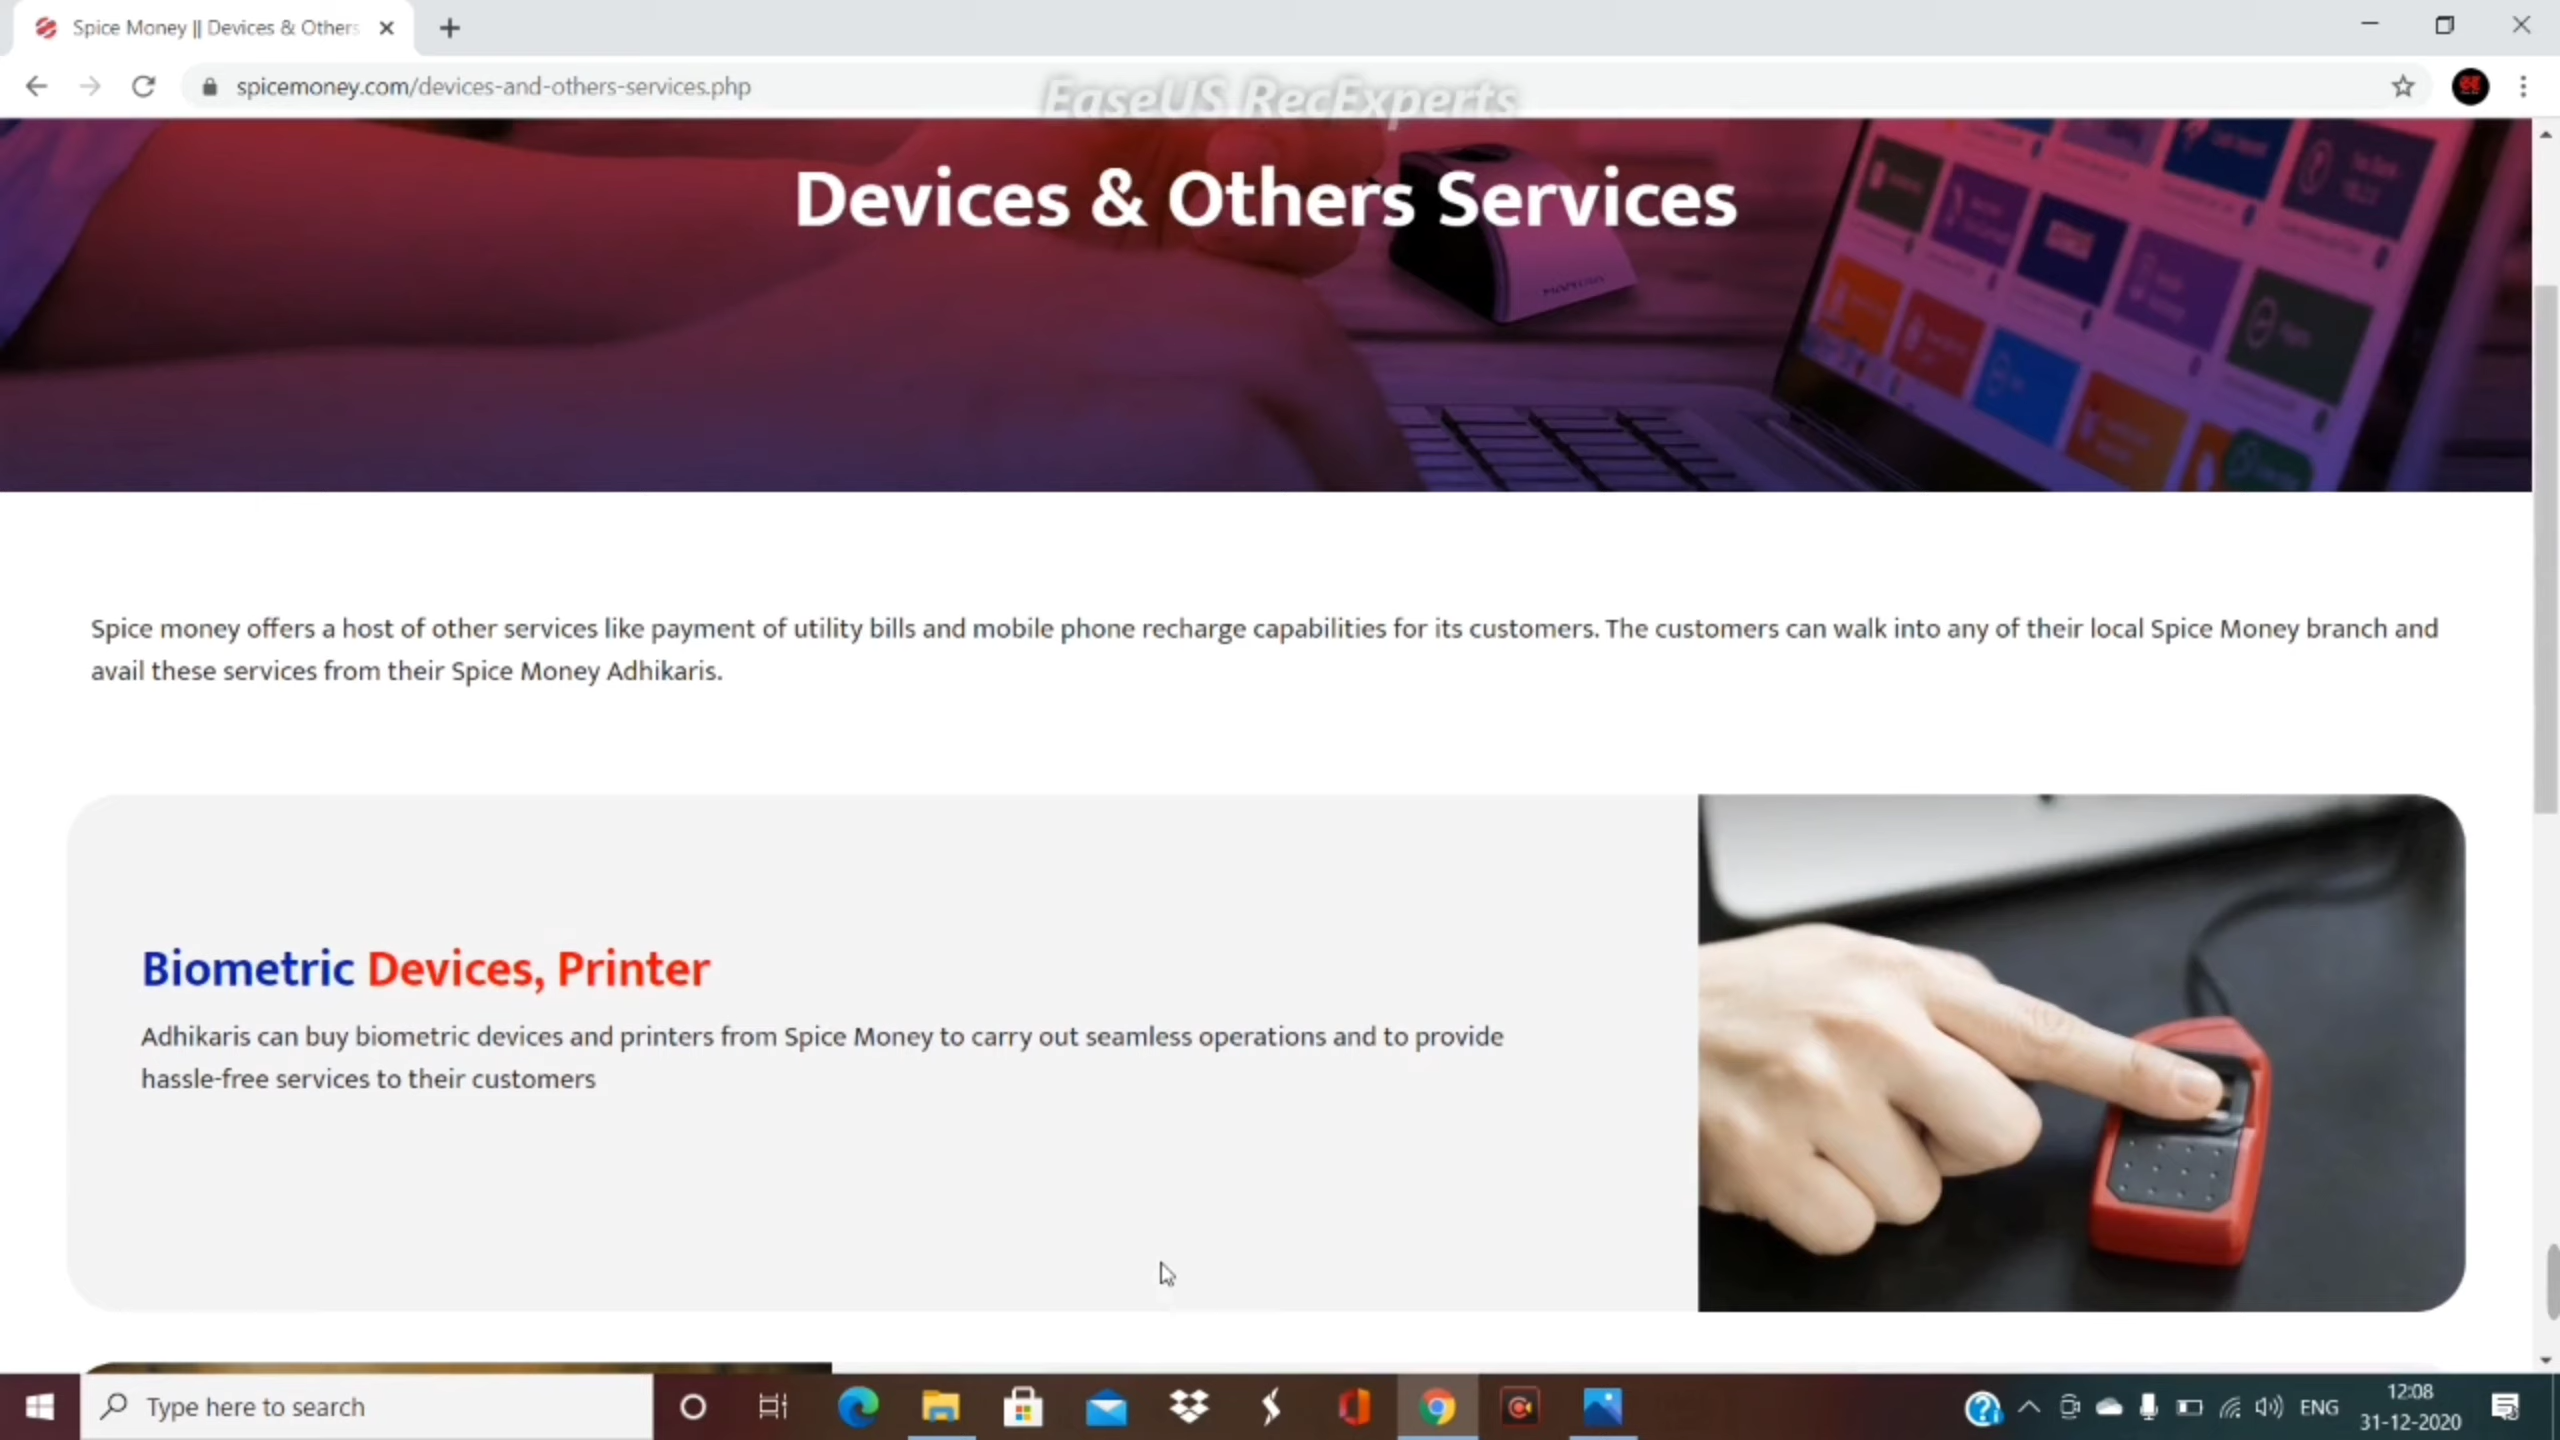 Spice Money || Devices & Others
spicemoney.com/devices-and-others-services.php
EaseUS RecExperts
Devices & Others Services
MANTRA
Spice money offers a host of other services like payment of utility bills and mobile phone recharge capabilities for its customers. The customers can walk into any of their local Spice Money branch and
avail these services from their Spice Money Adhikaris.
Biometric Devices, Printer
Adhikaris can buy biometric devices and printers from Spice Money to carry out seamless operations and to provide
hassle-free services to their customers
Type here to search
ENG
12:08
31-12-2020